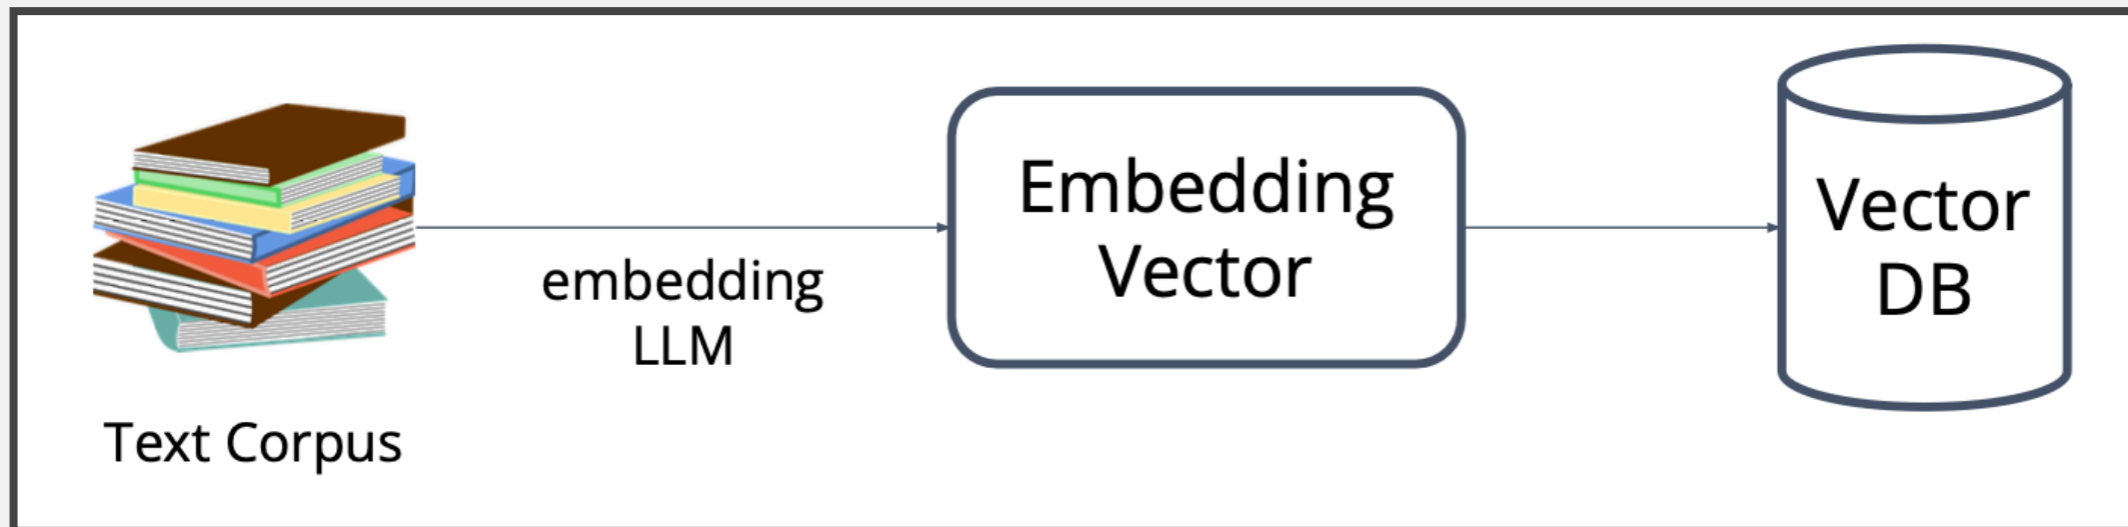 Text Corpus
embedding
LLM
Embedding
Vector
Vector
DB